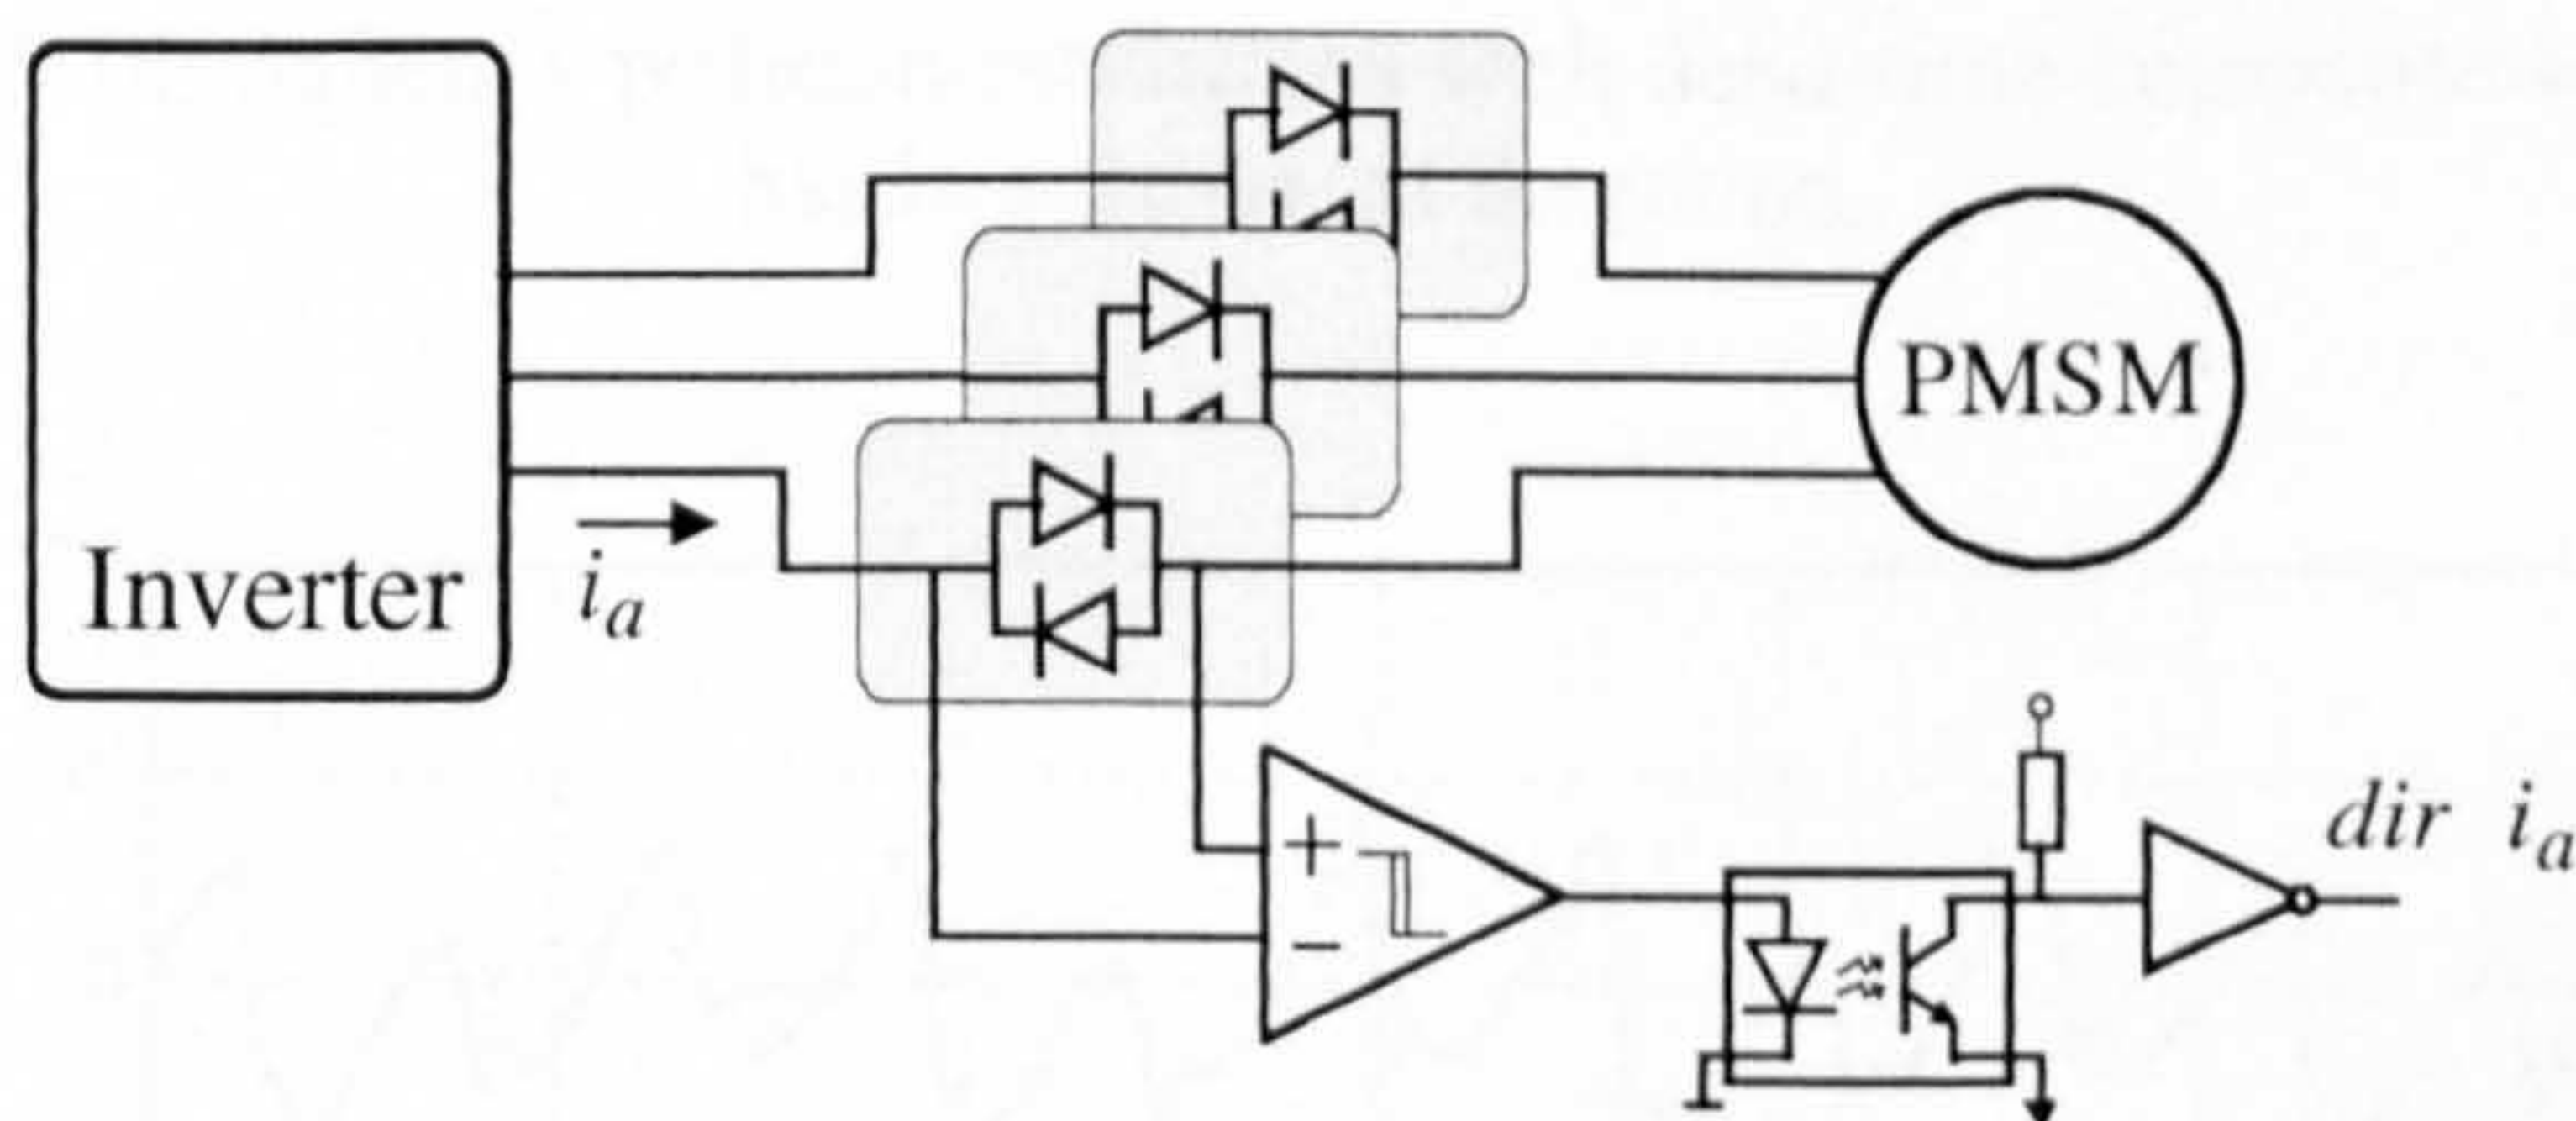 PMSM
Inverter
i_a
+
−
dir i_a